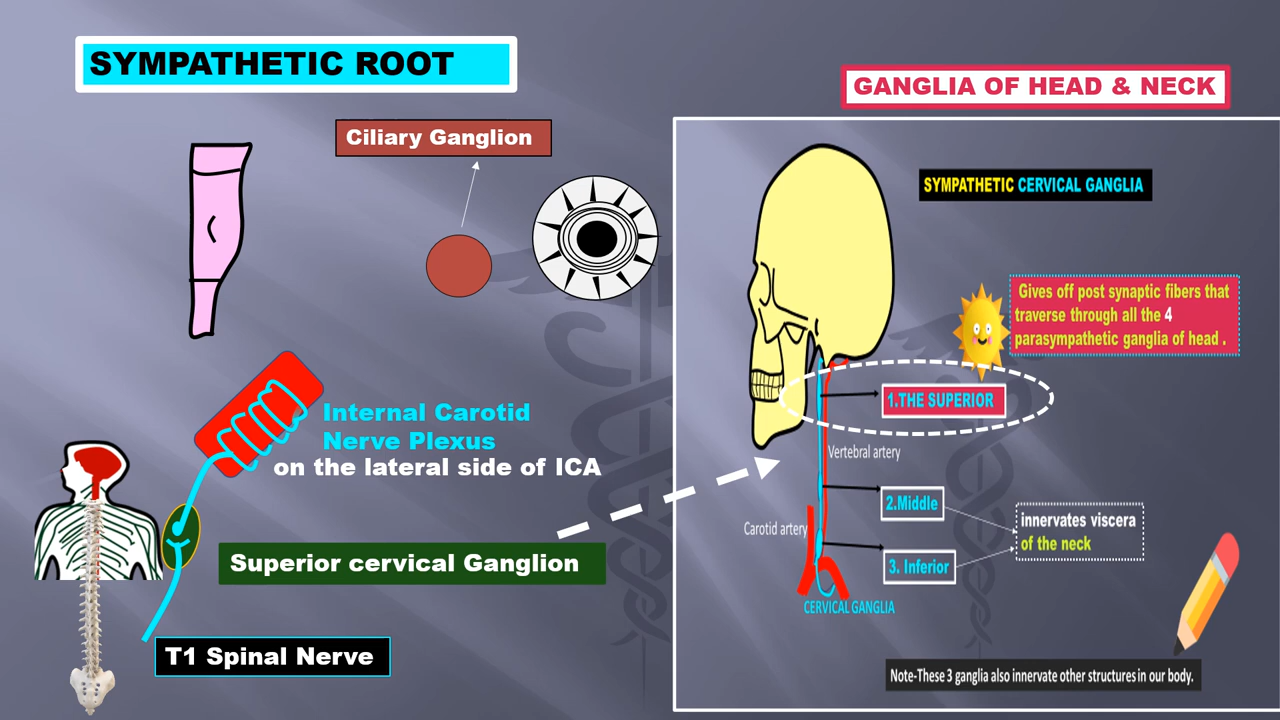 SYMPATHETIC ROOT
Ciliary Ganglion
Internal Carotid
Nerve Plexus
on the lateral side of ICA
Superior cervical Ganglion
T1 Spinal Nerve
GANGLIA OF HEAD & NECK
SYMPATHETIC CERVICAL GANGLIA
Gives off post synaptic fibers that
traverse through all the 4
parasympathetic ganglia of head .
1.THE SUPERIOR
Vertebral artery
2.Middle
Carotid artery
innervates viscera
of the neck
3. Inferior
CERVICAL GANGLIA
Note-These 3 ganglia also innervate other structures in our body.